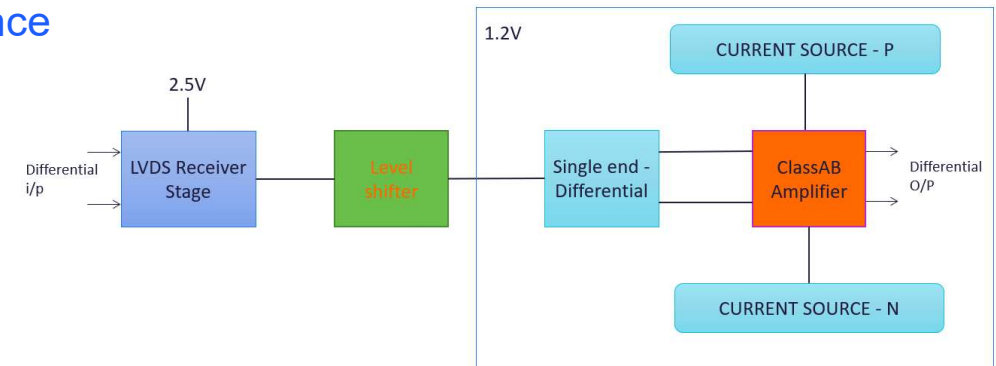 nce
1.2V
CURRENT SOURCE - P
2.5V
Differential
i/p
LVDS Receiver
Stage
Level
shifter
Single end -
Differential
ClassAB
Amplifier
Differential
O/P
CURRENT SOURCE - N